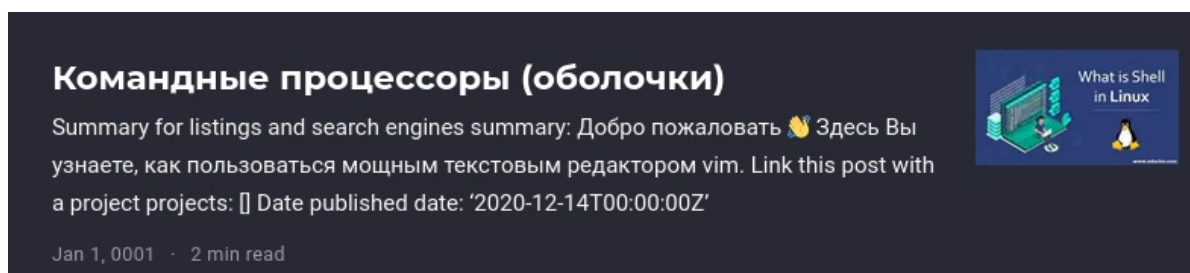 Командные процессоры (оболочки)
Summary for listings and search engines summary: Добро пожаловать 👋 Здесь Вы
узнаете, как пользоваться мощным текстовым редактором vim. Link this post with
a project projects: [] Date published date: ‘2020-12-14T00:00:00Z’
Jan 1, 0001 · 2 min read
What is Shell
in Linux